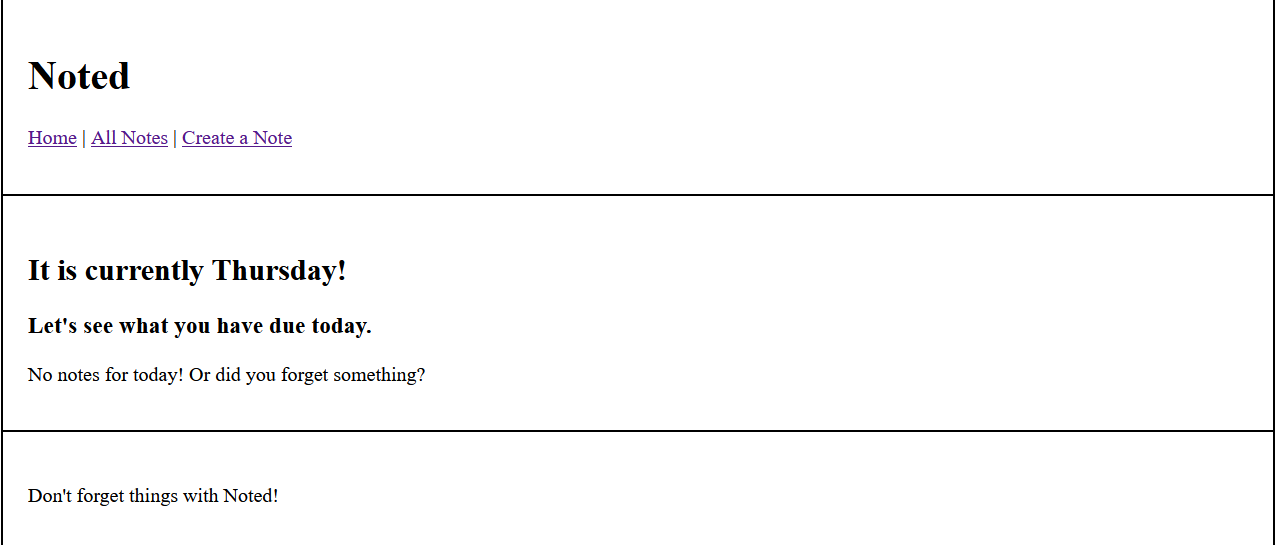 Noted
Home | All Notes | Create a Note
It is currently Thursday!
Let's see what you have due today.
No notes for today! Or did you forget something?
Don't forget things with Noted!